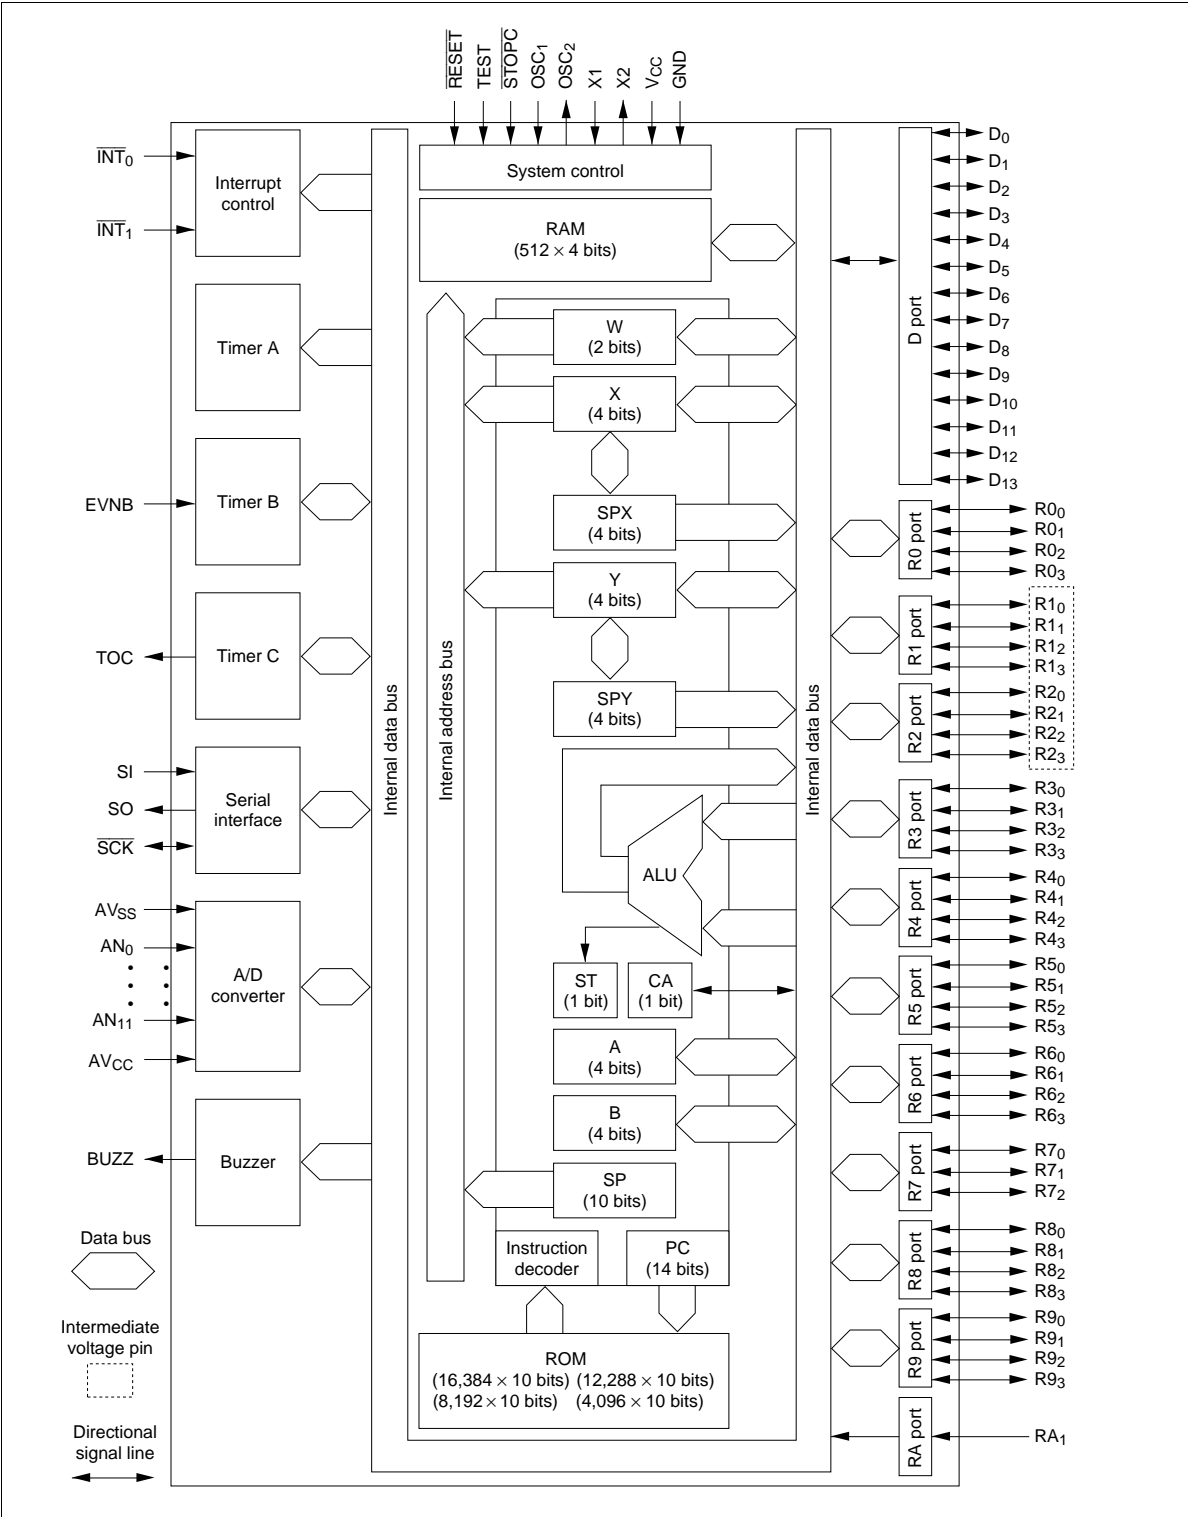 RESET
TEST
STOPC
OSC1
OSC2
X1
X2
VCC
GND
INT0
INT1
Interrupt
control
System control
RAM
(512 × 4 bits)
Timer A
Timer B
EVNB
Timer C
TOC
SI
SO
SCK
Serial
interface
AVSS
AN0
AN11
AVCC
A/D
converter
BUZZ
Buzzer
Internal data bus
Internal address bus
W
(2 bits)
X
(4 bits)
SPX
(4 bits)
Y
(4 bits)
SPY
(4 bits)
ALU
ST
(1 bit)
CA
(1 bit)
A
(4 bits)
B
(4 bits)
SP
(10 bits)
Instruction
decoder
PC
(14 bits)
ROM
(16,384 × 10 bits) (12,288 × 10 bits)
(8,192 × 10 bits) (4,096 × 10 bits)
Internal data bus
D port
D0
D1
D2
D3
D4
D5
D6
D7
D8
D9
D10
D11
D12
D13
R0 port
R00
R01
R02
R03
R1 port
R10
R11
R12
R13
R2 port
R20
R21
R22
R23
R3 port
R30
R31
R32
R33
R4 port
R40
R41
R42
R43
R5 port
R50
R51
R52
R53
R6 port
R60
R61
R62
R63
R7 port
R70
R71
R72
R8 port
R80
R81
R82
R83
R9 port
R90
R91
R92
R93
RA port
RA1
Data bus
Intermediate
voltage pin
Directional
signal line